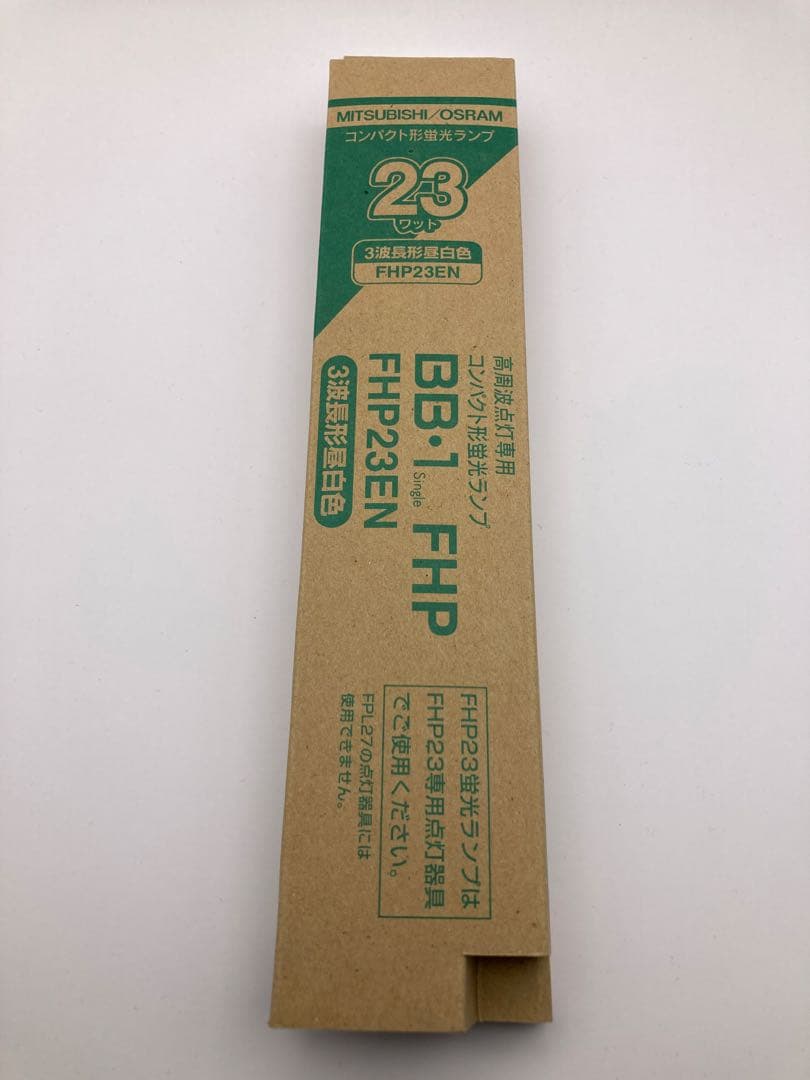 MITSUBISHI/OSRAM
コンパクト形蛍光ランプ
23
ワット
3波長形昼白色
FHP23EN
高周波点灯専用
コンパクト形蛍光ランプ
BB・1 Single FHP
FHP23EN
3波長形昼白色
FHP23蛍光ランプは
FHP23専用点灯器具
でご使用ください。
FPL27の点灯器具には
使用できません。